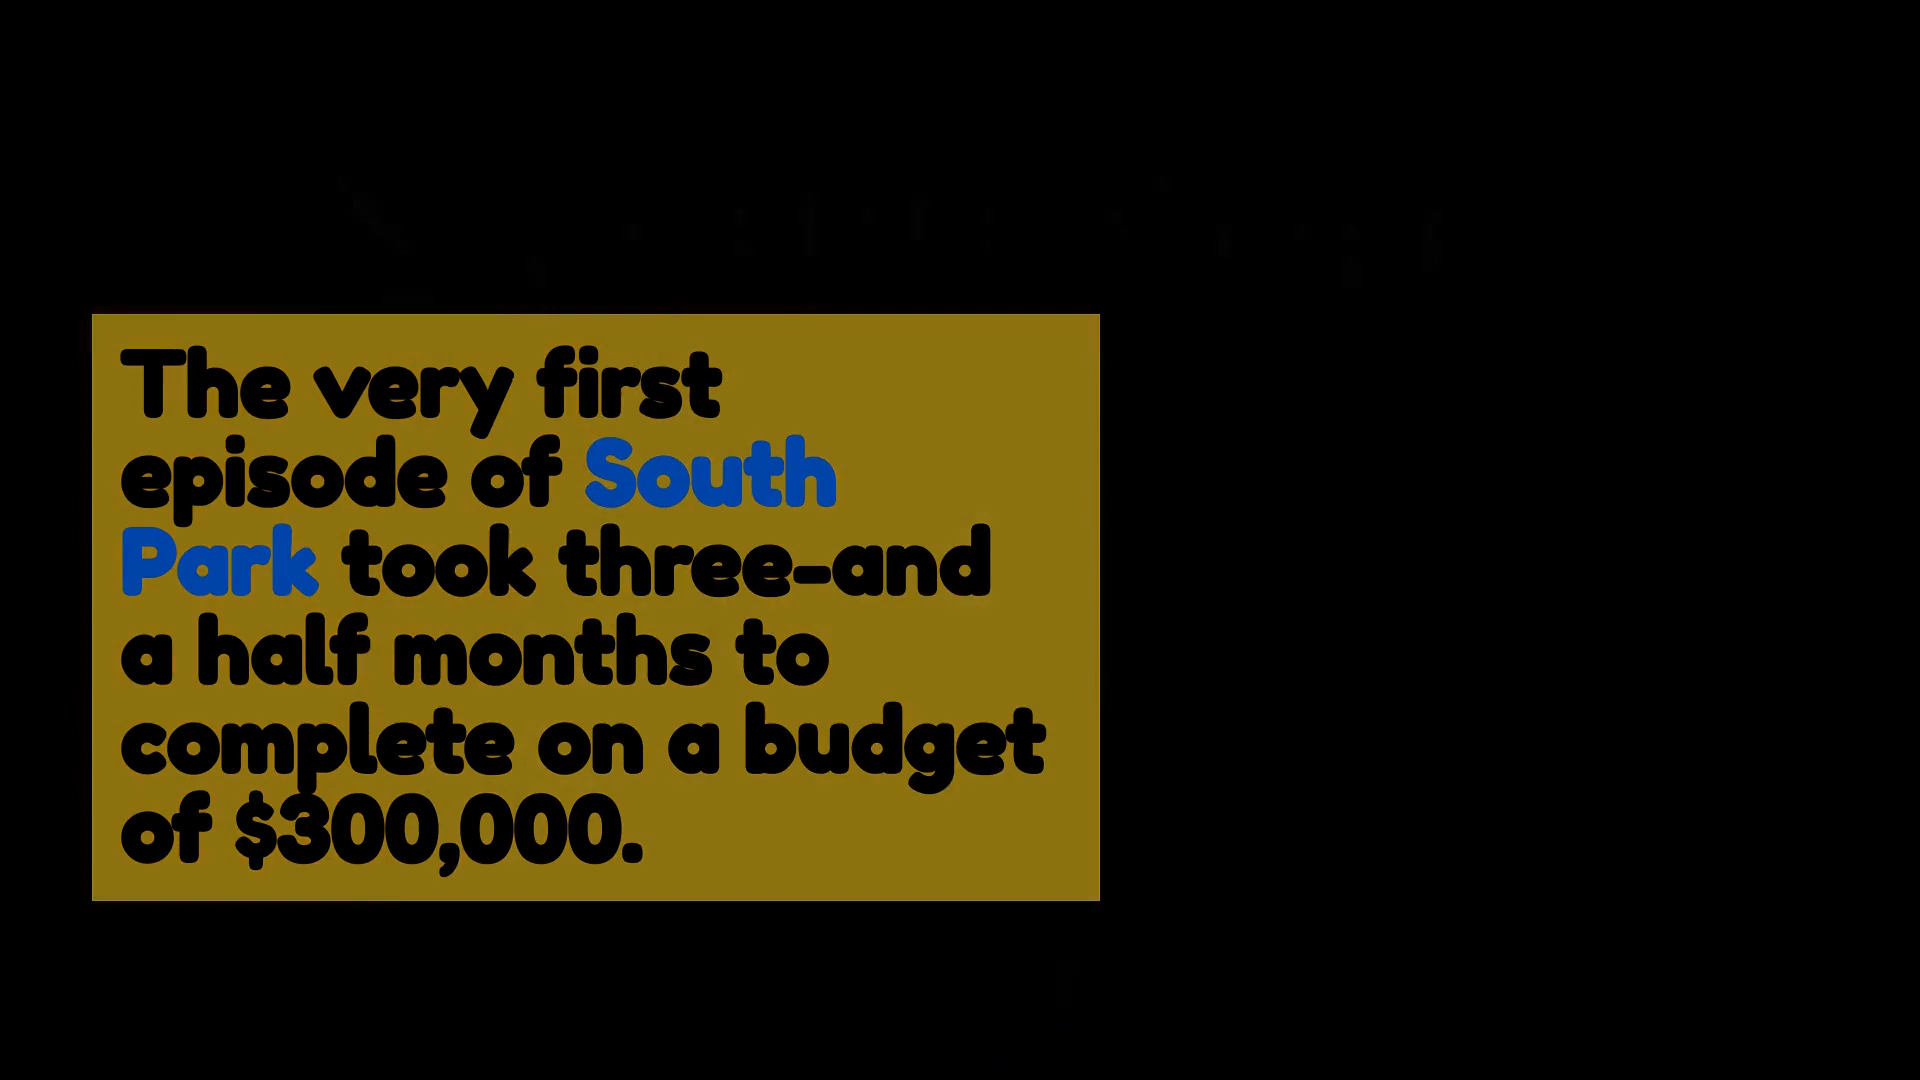 The very first
episode of South
Park took three-and
a half months to
complete on a budget
of $300,000.